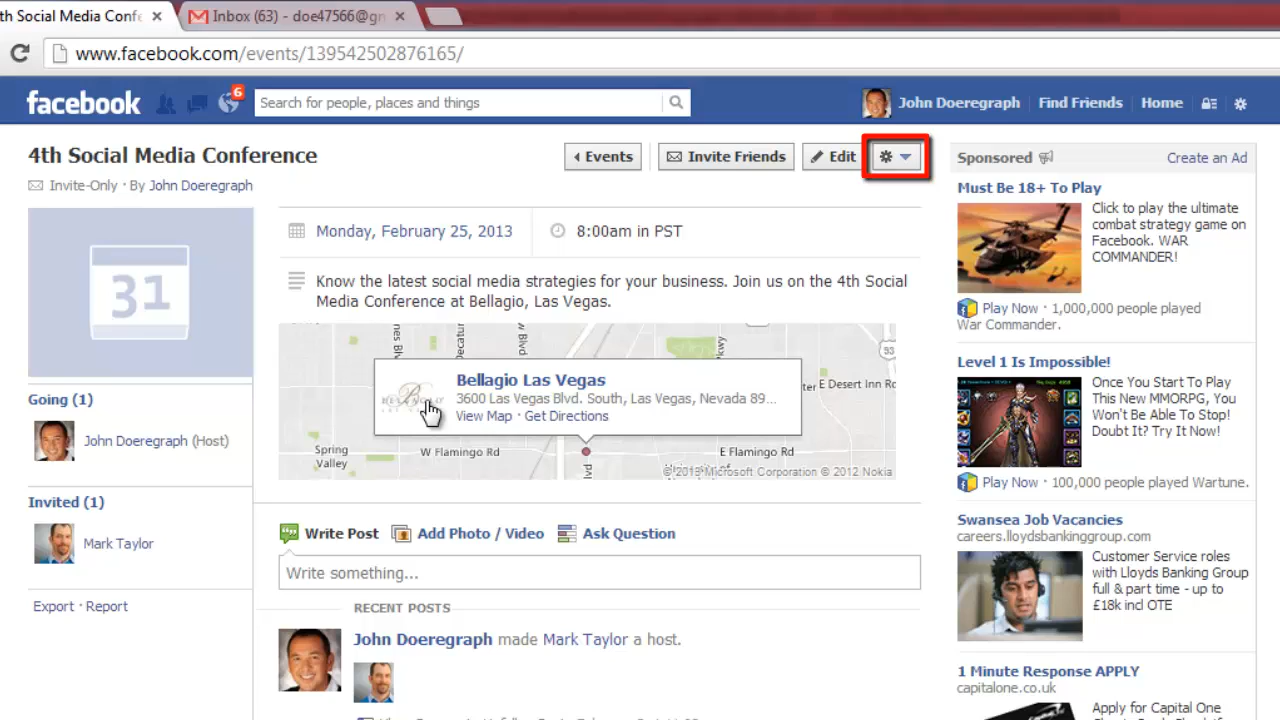 4th Social Media Conf
Inbox (63) - doe47566@gm
www.facebook.com/events/139542502876165/
facebook
6
Search for people, places and things
John Doeregraph
Find Friends
Home
4th Social Media Conference
Events
Invite Friends
Edit
Invite-Only · By John Doeregraph
31
Monday, February 25, 2013
8:00am in PST
Know the latest social media strategies for your business. Join us on the 4th Social
Media Conference at Bellagio, Las Vegas.
Bellagio Las Vegas
3600 Las Vegas Blvd. South, Las Vegas, Nevada 89...
View Map · Get Directions
E Desert Inn Rd
93
Spring
Valley
W Flamingo Rd
E Flamingo Rd
© 2013 Microsoft Corporation © 2012 Nokia
Going (1)
John Doeregraph (Host)
Invited (1)
Mark Taylor
Export · Report
Write Post
Add Photo / Video
Ask Question
Write something...
RECENT POSTS
John Doeregraph made Mark Taylor a host.
Sponsored
Create an Ad
Must Be 18+ To Play
Click to play the ultimate
combat strategy game on
Facebook. WAR
COMMANDER!
Play Now · 1,000,000 people played
War Commander.
Level 1 Is Impossible!
Once You Start To Play
This New MMORPG, You
Won't Be Able To Stop!
Doubt It? Try It Now!
Play Now · 100,000 people played Wartune.
Swansea Job Vacancies
careers.lloydsbankinggroup.com
Customer Service roles
with Lloyds Banking Group
full & part time - up to
£18k incl OTE
1 Minute Response APPLY
capitalone.co.uk
Apply for Capital One